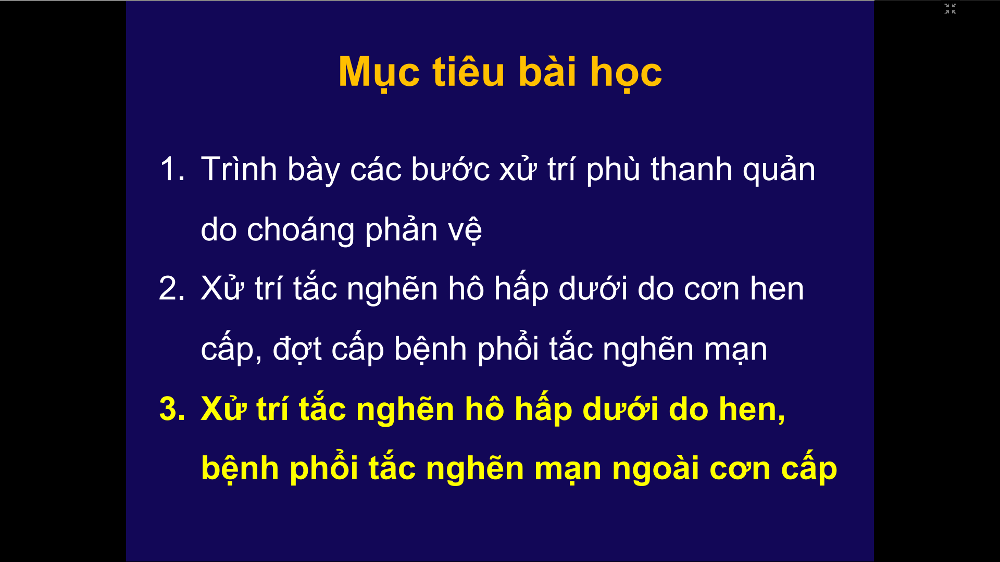 Mục tiêu bài học
1. Trình bày các bước xử trí phù thanh quản
do choáng phản vệ
2. Xử trí tắc nghẽn hô hấp dưới do cơn hen
cấp, đợt cấp bệnh phổi tắc nghẽn mạn
3. Xử trí tắc nghẽn hô hấp dưới do hen,
bệnh phổi tắc nghẽn mạn ngoài cơn cấp